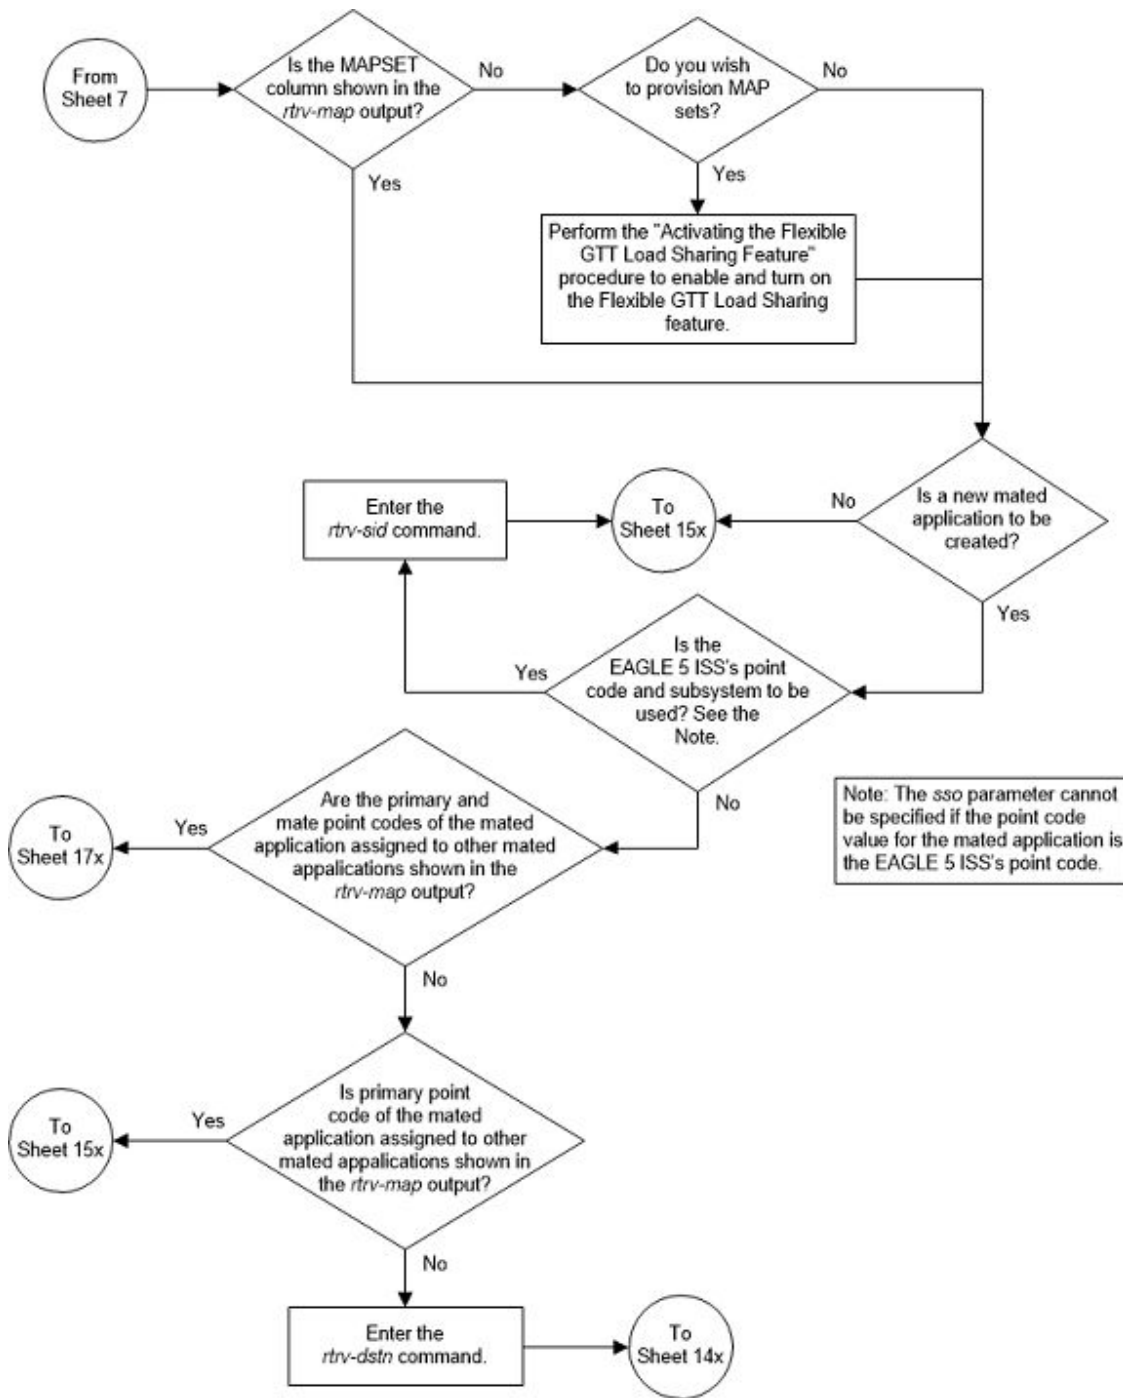 From
Sheet 7
Is the MAPSET
column shown in the
rtrv-map output?
No
Yes
Do you wish
to provision MAP
sets?
No
Yes
Perform the "Activating the Flexible
GTT Load Sharing Feature"
procedure to enable and turn on
the Flexible GTT Load Sharing
feature.
Is a new mated
application to be
created?
No
Yes
To
Sheet 15x
Enter the
rtrv-sid command.
Is the
EAGLE 5 ISS's point
code and subsystem to be
used? See the
Note.
Yes
No
Note: The sso parameter cannot
be specified if the point code
value for the mated application is
the EAGLE 5 ISS's point code.
Are the primary and
mate point codes of the mated
application assigned to other mated
appalications shown in the
rtrv-map output?
Yes
To
Sheet 17x
No
Is primary point
code of the mated
application assigned to other
mated appalications shown in
the rtrv-map output?
Yes
To
Sheet 15x
No
Enter the
rtrv-dstn command.
To
Sheet 14x